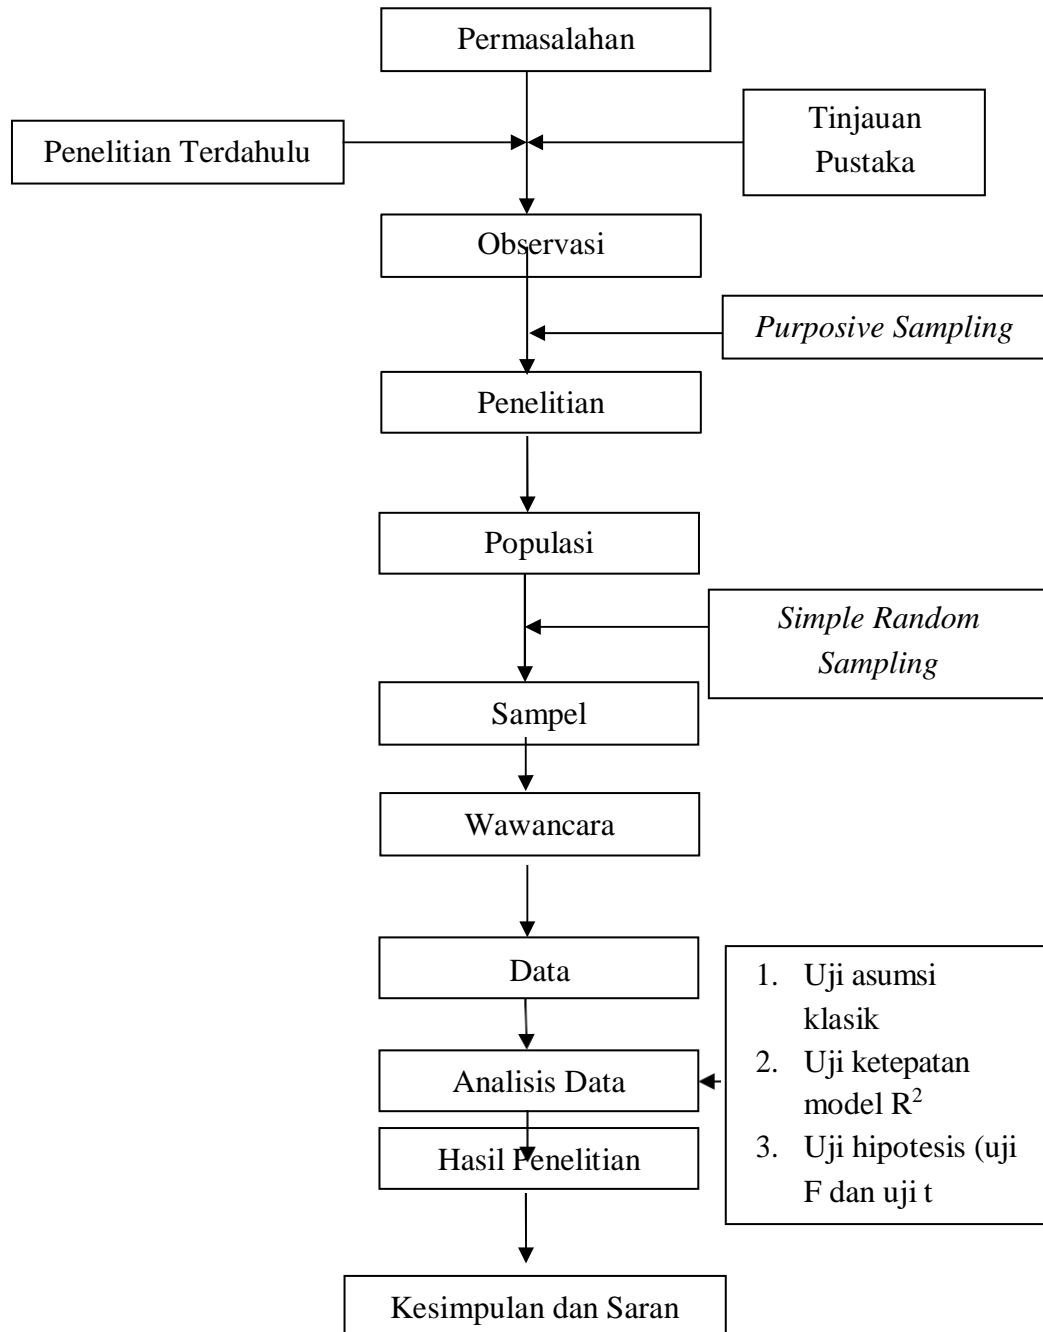 Permasalahan
Penelitian Terdahulu
Tinjauan
Pustaka
Observasi
Purposive Sampling
Penelitian
Populasi
Simple Random
Sampling
Sampel
Wawancara
Data
1. Uji asumsi
klasik
2. Uji ketepatan
model R²
3. Uji hipotesis (uji
F dan uji t
Analisis Data
Hasil Penelitian
Kesimpulan dan Saran